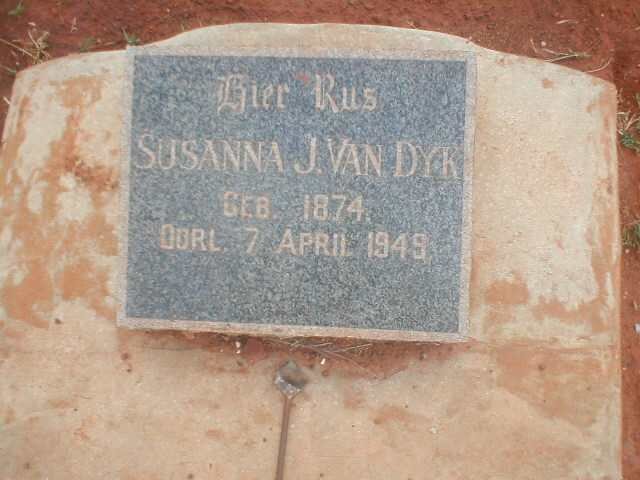 Hier Rus
SUSANNA J. VAN DYK
GEB. 1874.
OORL. 7 APRIL 1949.